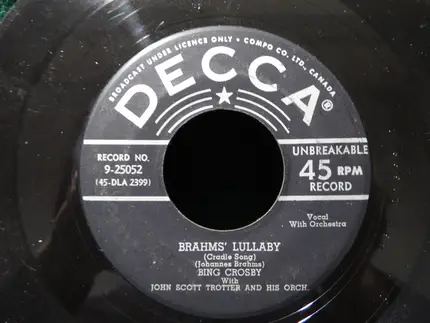 BROADCAST UNDER LICENCE ONLY • COMPO CO. LTD., CANADA
DECCA®
RECORD NO.
9-25052
(45-DLA 2399)
UNBREAKABLE
45 RPM
RECORD
Vocal
With Orchestra
BRAHMS' LULLABY
(Cradle Song)
(Johannes Brahms)
BING CROSBY
With
JOHN SCOTT TROTTER AND HIS ORCH.